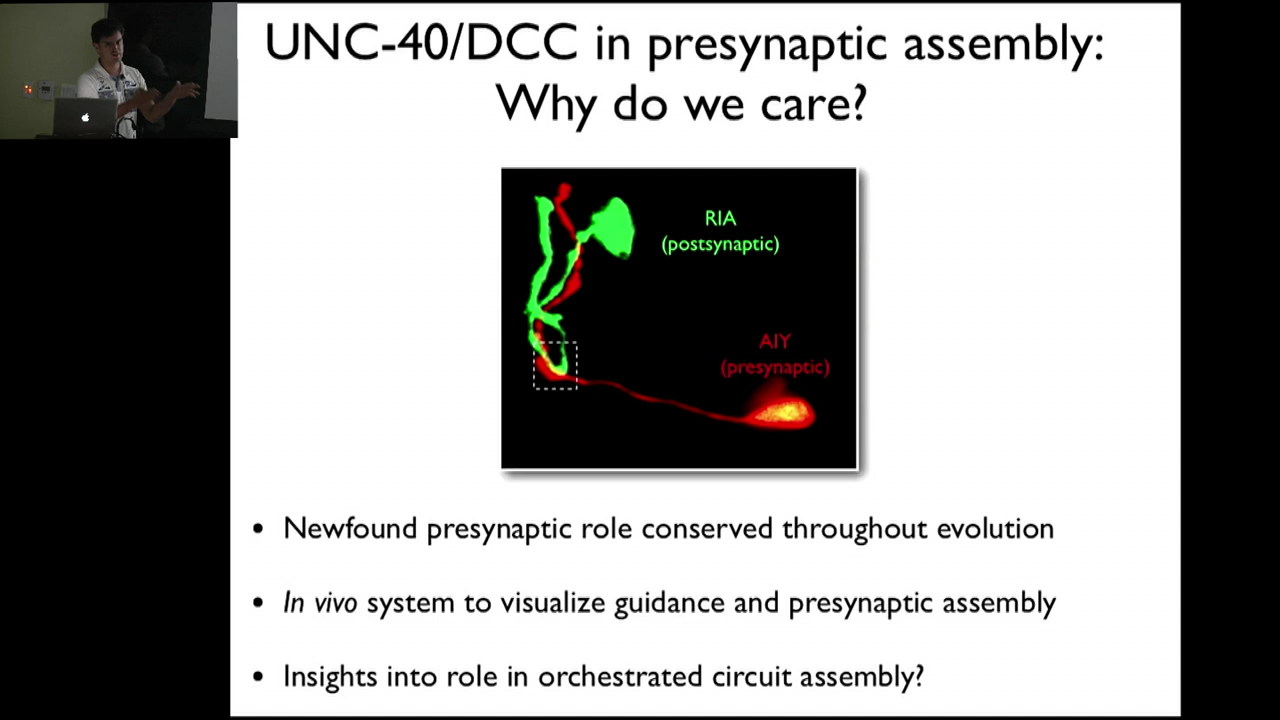 UNC-40/DCC in presynaptic assembly:
Why do we care?
RIA
(postsynaptic)
AIY
(presynaptic)
• Newfound presynaptic role conserved throughout evolution
• In vivo system to visualize guidance and presynaptic assembly
• Insights into role in orchestrated circuit assembly?